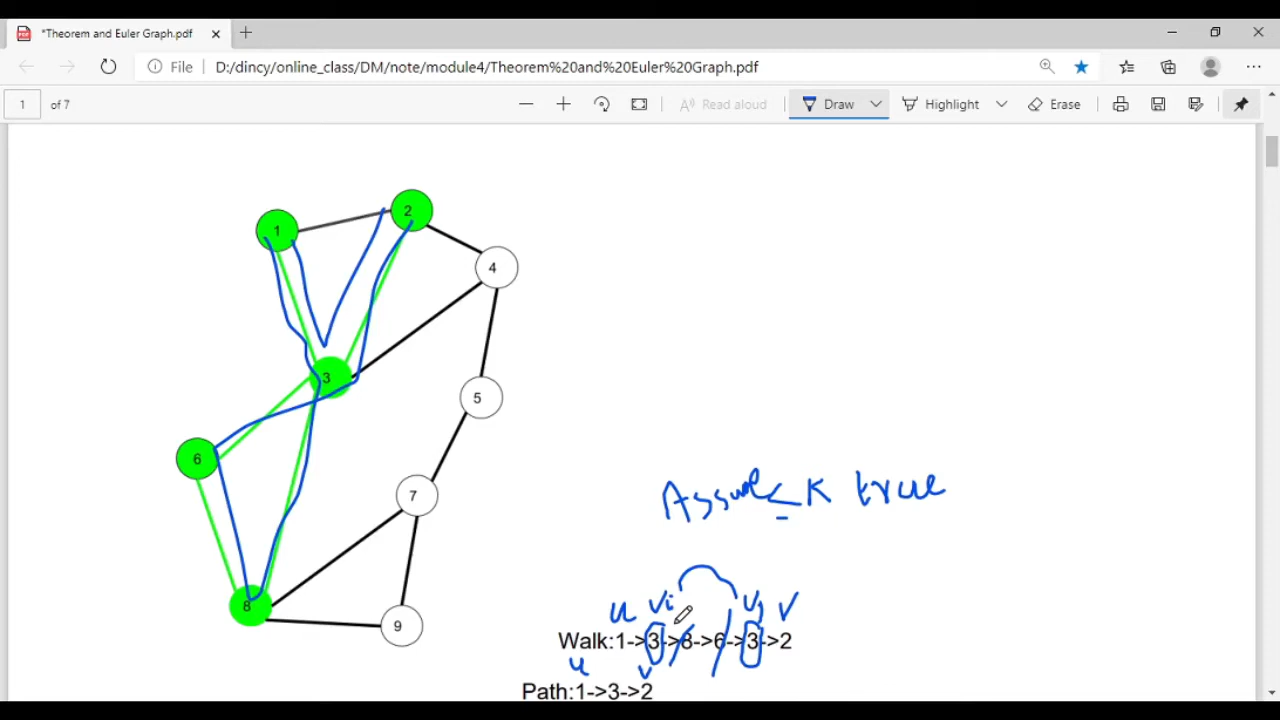 *Theorem and Euler Graph.pdf
File D:/dincy/online_class/DM/note/module4/Theorem%20and%20Euler%20Graph.pdf
1 of 7 Read aloud Draw Highlight Erase
1
2
4
3
5
6
7
8
9
Assume ≤ K true
u vi vj v
Walk:1->3->8->6->3->2
u v
Path:1->3->2